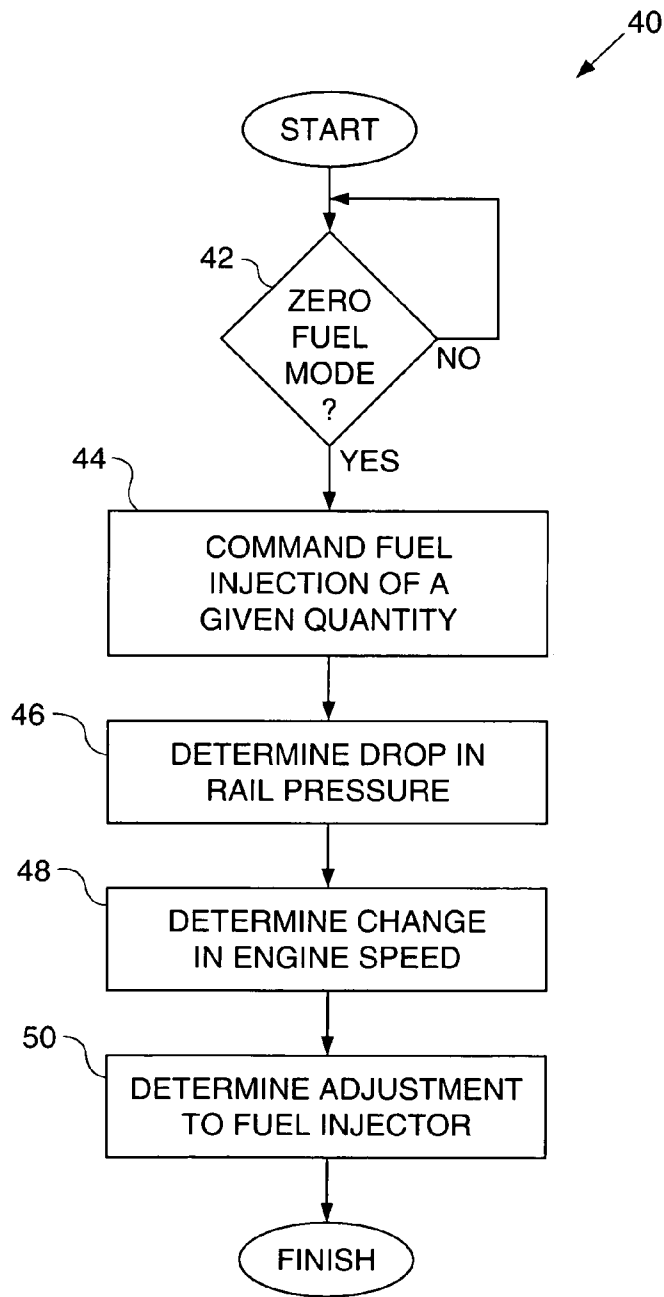 40
START
42
ZERO
FUEL
MODE
?
NO
YES
44
COMMAND FUEL
INJECTION OF A
GIVEN QUANTITY
46
DETERMINE DROP IN
RAIL PRESSURE
48
DETERMINE CHANGE
IN ENGINE SPEED
50
DETERMINE ADJUSTMENT
TO FUEL INJECTOR
FINISH